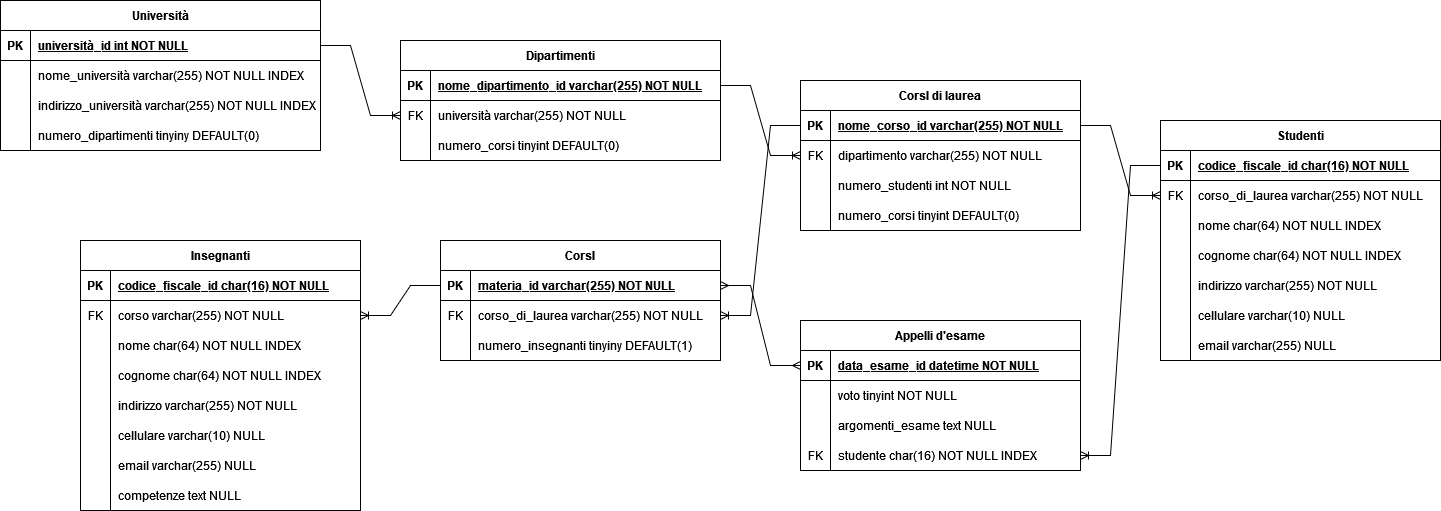 Università
PK università_id int NOT NULL
nome_università varchar(255) NOT NULL INDEX
indirizzo_università varchar(255) NOT NULL INDEX
numero_dipartimenti tinyiny DEFAULT(0)
Dipartimenti
PK nome_dipartimento_id varchar(255) NOT NULL
FK università varchar(255) NOT NULL
numero_corsi tinyint DEFAULT(0)
CorsI di laurea
PK nome_corso_id varchar(255) NOT NULL
FK dipartimento varchar(255) NOT NULL
numero_studenti int NOT NULL
numero_corsi tinyint DEFAULT(0)
Studenti
PK codice_fiscale_id char(16) NOT NULL
FK corso_di_laurea varchar(255) NOT NULL
nome char(64) NOT NULL INDEX
cognome char(64) NOT NULL INDEX
indirizzo varchar(255) NOT NULL
cellulare varchar(10) NULL
email varchar(255) NULL
Insegnanti
PK codice_fiscale_id char(16) NOT NULL
FK corso varchar(255) NOT NULL
nome char(64) NOT NULL INDEX
cognome char(64) NOT NULL INDEX
indirizzo varchar(255) NOT NULL
cellulare varchar(10) NULL
email varchar(255) NULL
competenze text NULL
CorsI
PK materia_id varchar(255) NOT NULL
FK corso_di_laurea varchar(255) NOT NULL
numero_insegnanti tinyiny DEFAULT(1)
Appelli d'esame
PK data_esame_id datetime NOT NULL
voto tinyint NOT NULL
argomenti_esame text NULL
FK studente char(16) NOT NULL INDEX